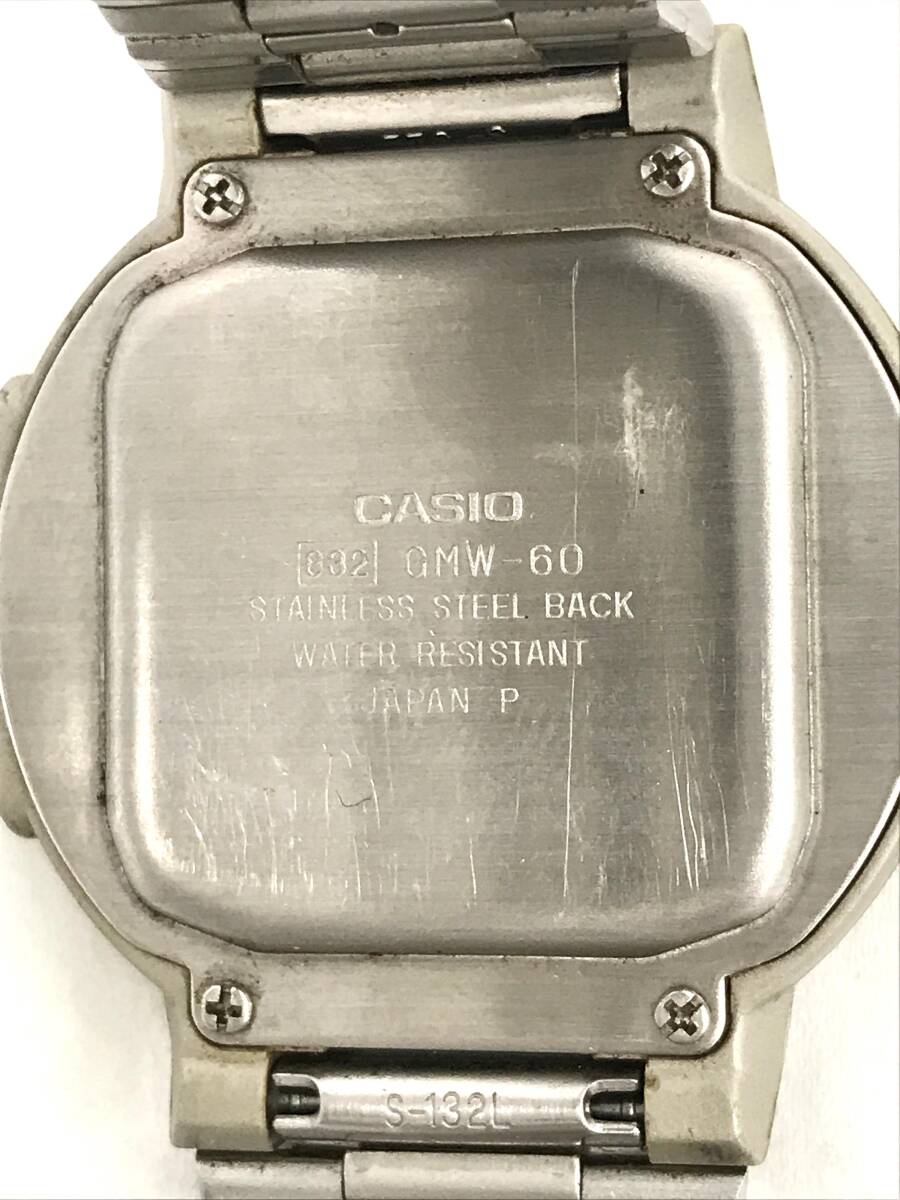 CASIO
832 GMW-60
STAINLESS STEEL BACK
WATER RESISTANT
JAPAN P
S-132L